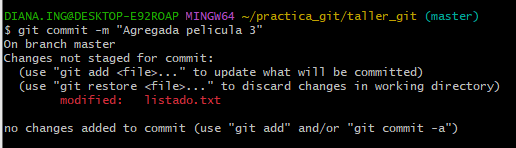 DIANA.ING@DESKTOP-E92ROAP MINGW64 ~/practica_git/taller_git (master)
$ git commit -m "Agregada pelicula 3"
On branch master
Changes not staged for commit:
  (use "git add <file>..." to update what will be committed)
  (use "git restore <file>..." to discard changes in working directory)
        modified:   listado.txt

no changes added to commit (use "git add" and/or "git commit -a")